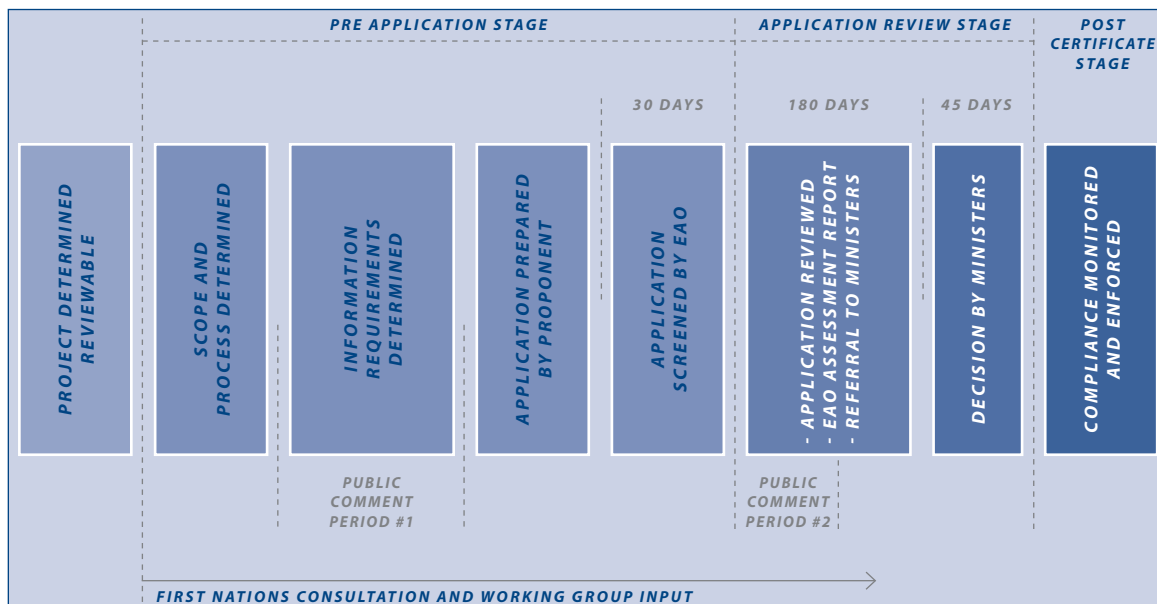 PRE APPLICATION STAGE
APPLICATION REVIEW STAGE
POST
CERTIFICATE
STAGE
30 DAYS
180 DAYS
45 DAYS
PROJECT DETERMINED
REVIEWABLE
SCOPE AND
PROCESS DETERMINED
INFORMATION
REQUIREMENTS
DETERMINED
APPLICATION PREPARED
BY PROPONENT
APPLICATION
SCREENED BY EAO
- APPLICATION REVIEWED
- EAO ASSESSMENT REPORT
- REFERRAL TO MINISTERS
DECISION BY MINISTERS
COMPLIANCE MONITORED
AND ENFORCED
PUBLIC
COMMENT
PERIOD #1
PUBLIC
COMMENT
PERIOD #2
FIRST NATIONS CONSULTATION AND WORKING GROUP INPUT